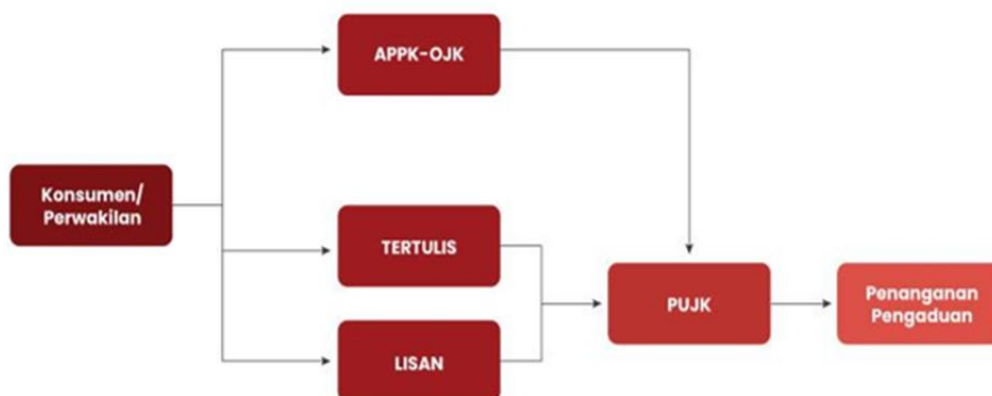 APPK-OJK
Konsumen/
Perwakilan
TERTULIS
LISAN
PUJK
Penanganan
Pengaduan